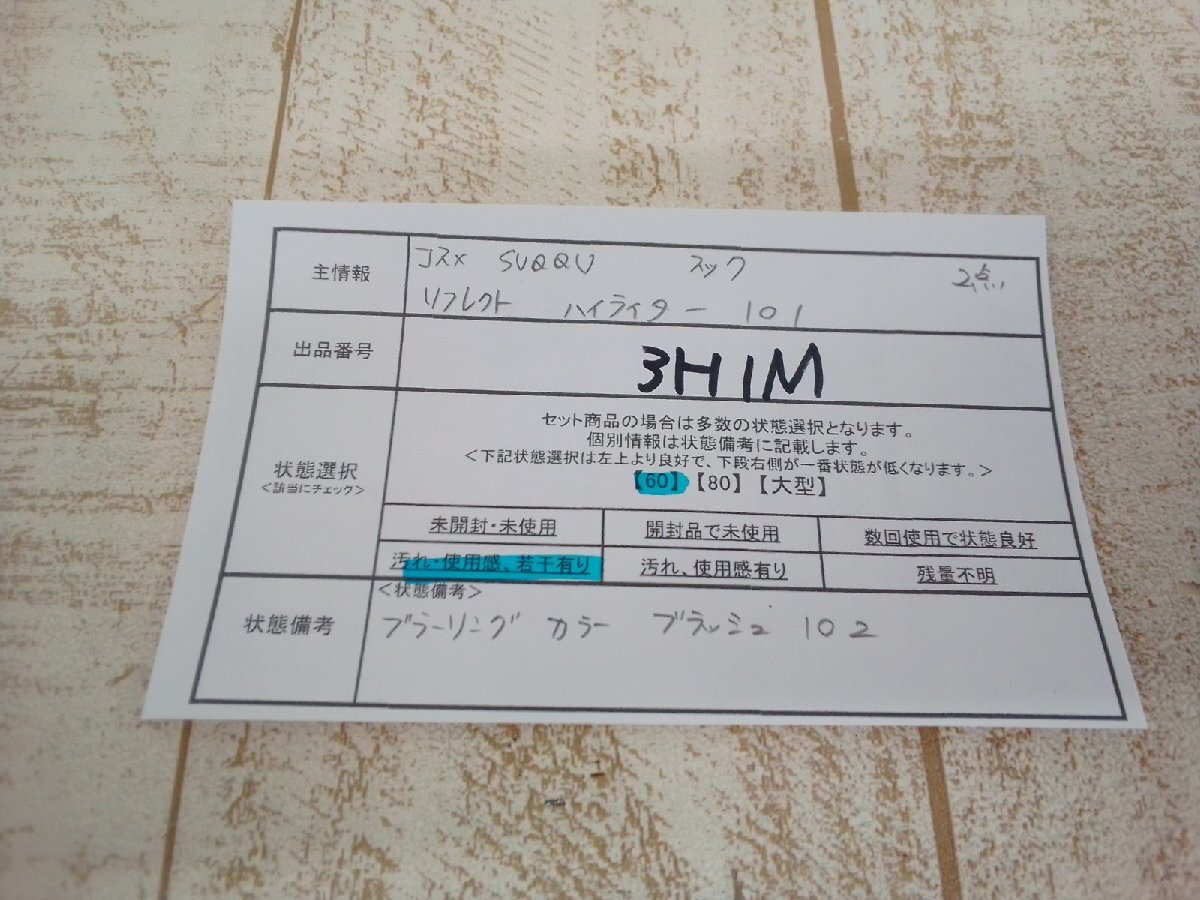 主情報
コスメ SUQQU スック 2点
リフレクト ハイライター 101
出品番号
3H1M
状態選択
<該当にチェック>
セット商品の場合は多数の状態選択となります。
個別情報は状態備考に記載します。
<下記状態選択は左上より良好で、下段右側が一番状態が低くなります。>
【60】【80】【大型】
未開封・未使用 開封品で未使用 数回使用で状態良好
汚れ・使用感、若干有り 汚れ、使用感有り 残量不明
状態備考
<状態備考>
ブラーリング カラー ブラッシュ 102